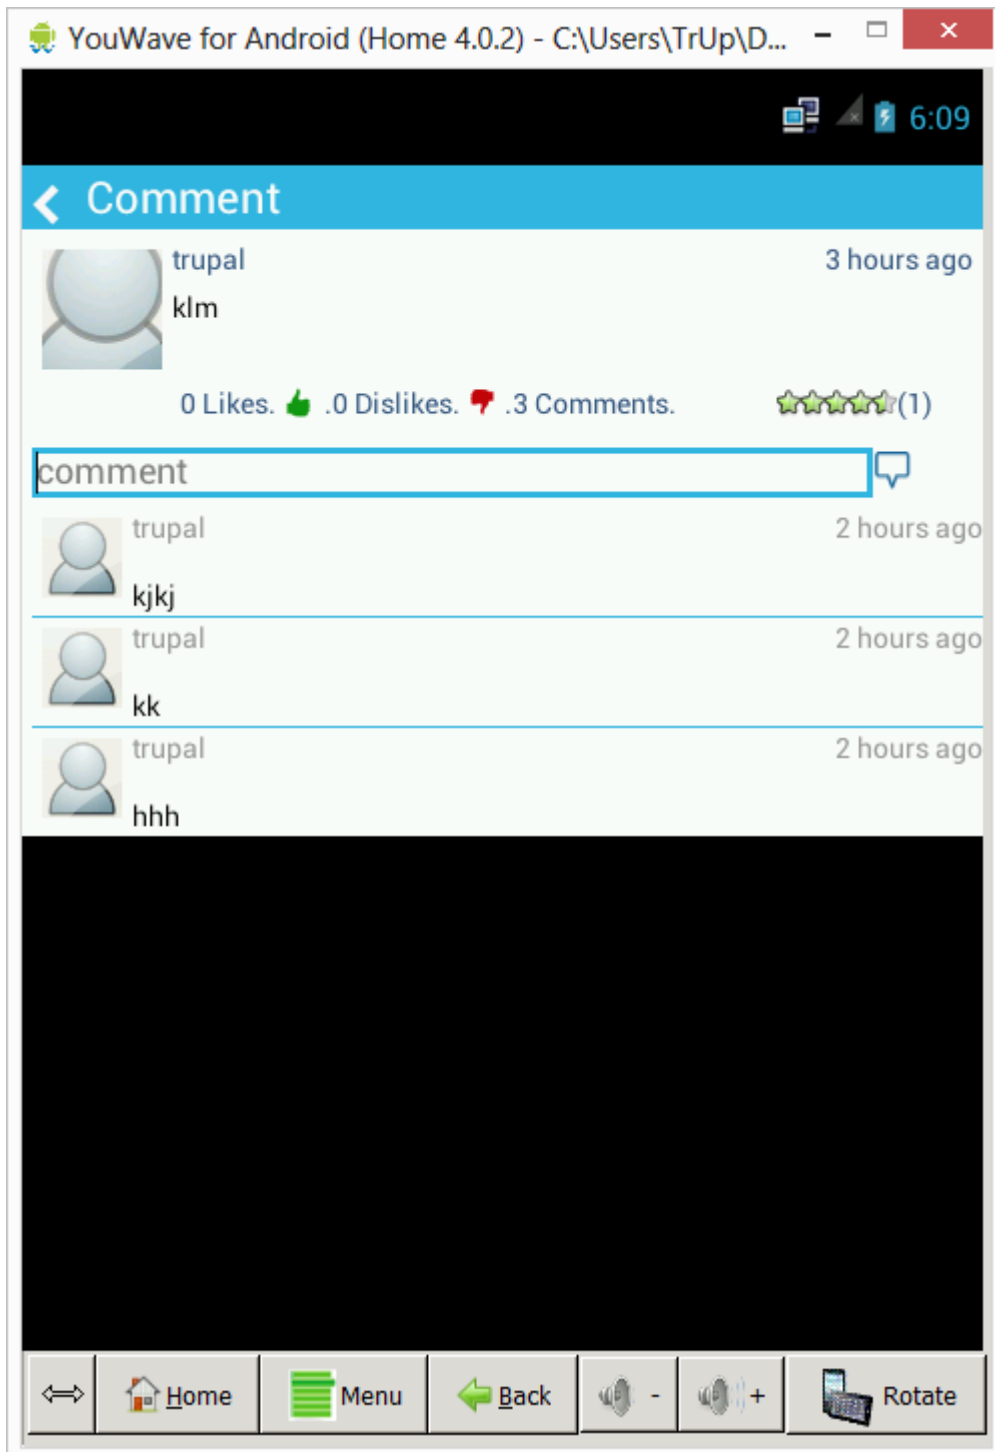 YouWave for Android (Home 4.0.2) - C:\Users\TrUp\D...
6:09
Comment
trupal 3 hours ago
klm
0 Likes. .0 Dislikes. .3 Comments. (1)
comment
trupal 2 hours ago
kjkj
trupal 2 hours ago
kk
trupal 2 hours ago
hhh
Home Menu Back - + Rotate